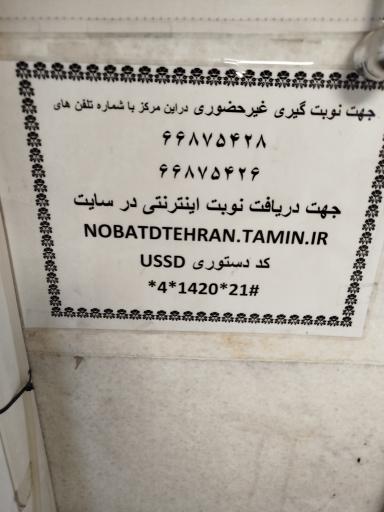 جهت نوبت گیری غیرحضوری دراین مرکز با شماره تلفن های
۶۶۸۷۵۴۲۸
۶۶۸۷۵۴۲۶
جهت دریافت نوبت اینترنتی در سایت
NOBATDTEHRAN.TAMIN.IR
کد دستوری USSD
*4*1420*21#